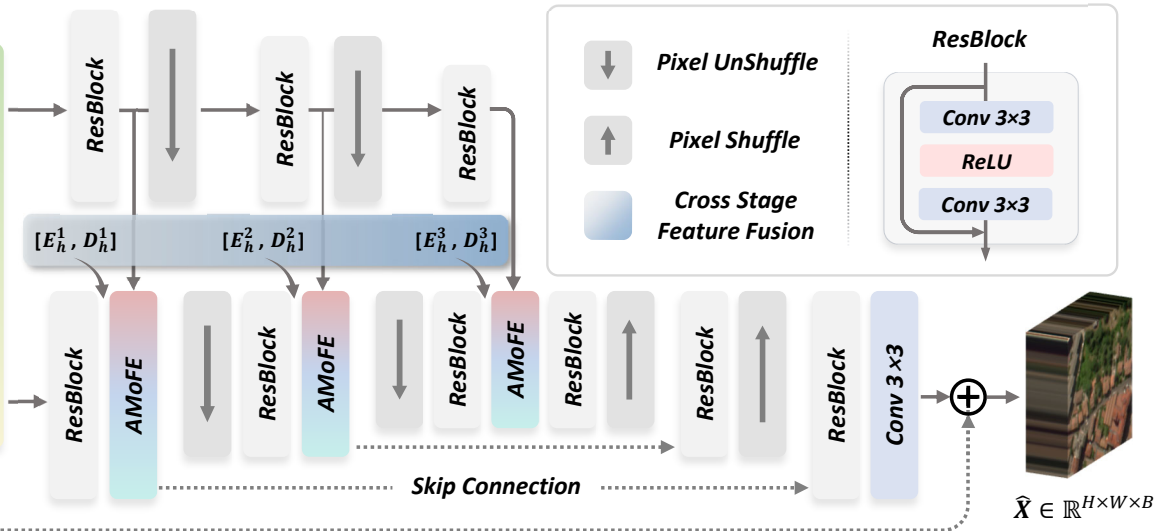 ResBlock
ResBlock
ResBlock
Pixel UnShuffle
Pixel Shuffle
Cross Stage
Feature Fusion
ResBlock
Conv 3×3
ReLU
Conv 3×3
[E_h^1, D_h^1]
[E_h^2, D_h^2]
[E_h^3, D_h^3]
ResBlock
AMoFE
ResBlock
AMoFE
ResBlock
AMoFE
ResBlock
ResBlock
ResBlock
Conv 3×3
Skip Connection
X̂ ∈ ℝ^{H×W×B}